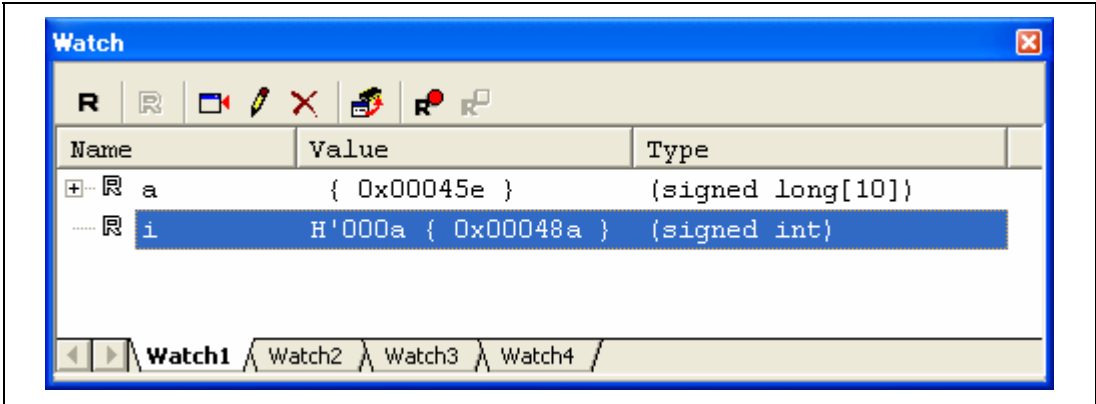 Watch
R R R R
Name Value Type
R a { 0x00045e } (signed long[10])
R i H'000a { 0x00048a } (signed int)
Watch1 Watch2 Watch3 Watch4